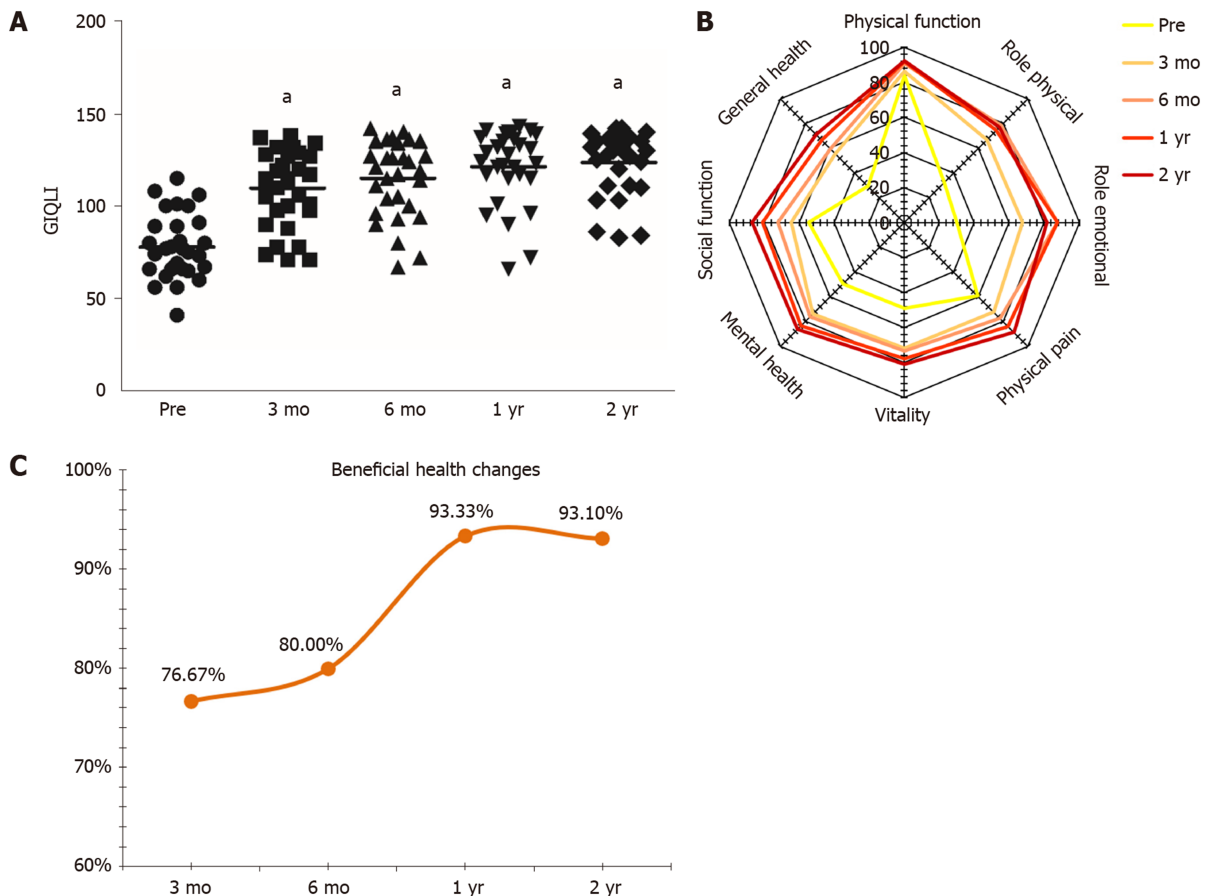 A
200
150
100
50
0
GIQLI
a
a
a
a
Pre
3 mo
6 mo
1 yr
2 yr
B
Physical function
Role physical
Role emotional
Physical pain
Vitality
Mental health
Social function
General health
100
80
60
40
20
0
Pre
3 mo
6 mo
1 yr
2 yr
C
Beneficial health changes
100%
90%
80%
70%
60%
76.67%
80.00%
93.33%
93.10%
3 mo
6 mo
1 yr
2 yr